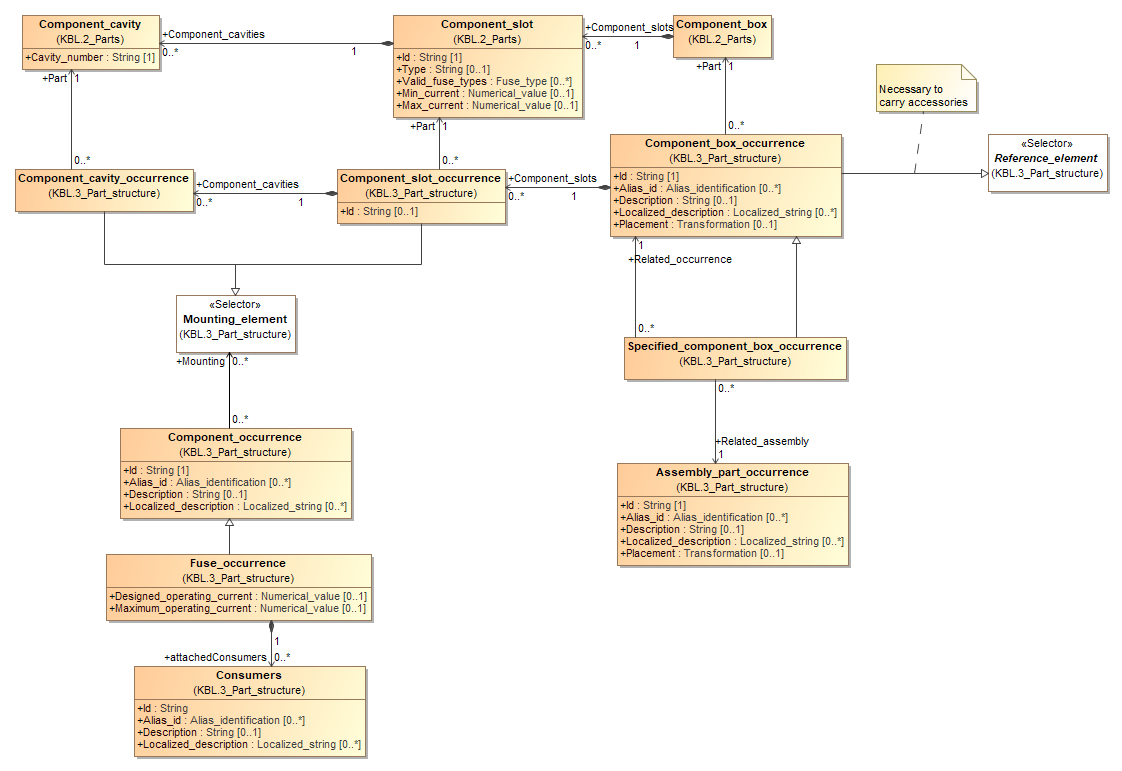 Component_cavity
(KBL.2_Parts)
+Cavity_number : String [1]
+Component_cavities
0..*
1
Component_slot
(KBL.2_Parts)
+Id : String [1]
+Type : String [0..1]
+Valid_fuse_types : Fuse_type [0..*]
+Min_current : Numerical_value [0..1]
+Max_current : Numerical_value [0..1]
+Component_slots
0..*
1
Component_box
(KBL.2_Parts)
+Part
1
0..*
+Part
1
0..*
+Part
1
0..*
Necessary to
carry accessories
Component_cavity_occurrence
(KBL.3_Part_structure)
+Component_cavities
0..*
1
Component_slot_occurrence
(KBL.3_Part_structure)
+Id : String [0..1]
+Component_slots
0..*
1
Component_box_occurrence
(KBL.3_Part_structure)
+Id : String [1]
+Alias_id : Alias_identification [0..*]
+Description : String [0..1]
+Localized_description : Localized_string [0..*]
+Placement : Transformation [0..1]
«Selector»
Reference_element
(KBL.3_Part_structure)
1
+Related_occurrence
0..*
«Selector»
Mounting_element
(KBL.3_Part_structure)
+Mounting
0..*
0..*
Specified_component_box_occurrence
(KBL.3_Part_structure)
0..*
+Related_assembly
1
Component_occurrence
(KBL.3_Part_structure)
+Id : String [1]
+Alias_id : Alias_identification [0..*]
+Description : String [0..1]
+Localized_description : Localized_string [0..*]
Assembly_part_occurrence
(KBL.3_Part_structure)
+Id : String [1]
+Alias_id : Alias_identification [0..*]
+Description : String [0..1]
+Localized_description : Localized_string [0..*]
+Placement : Transformation [0..1]
Fuse_occurrence
(KBL.3_Part_structure)
+Designed_operating_current : Numerical_value [0..1]
+Maximum_operating_current : Numerical_value [0..1]
1
+attachedConsumers
0..*
Consumers
(KBL.3_Part_structure)
+Id : String
+Alias_id : Alias_identification [0..*]
+Description : String [0..1]
+Localized_description : Localized_string [0..*]